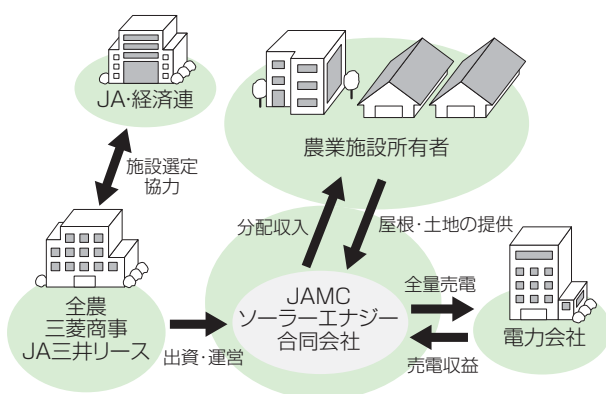 JA・経済連
農業施設所有者
施設選定
協力
分配収入
屋根・土地の提供
全農
三菱商事
JA三井リース
出資・運営
JAMC
ソーラーエナジー
合同会社
全量売電
売電収益
電力会社